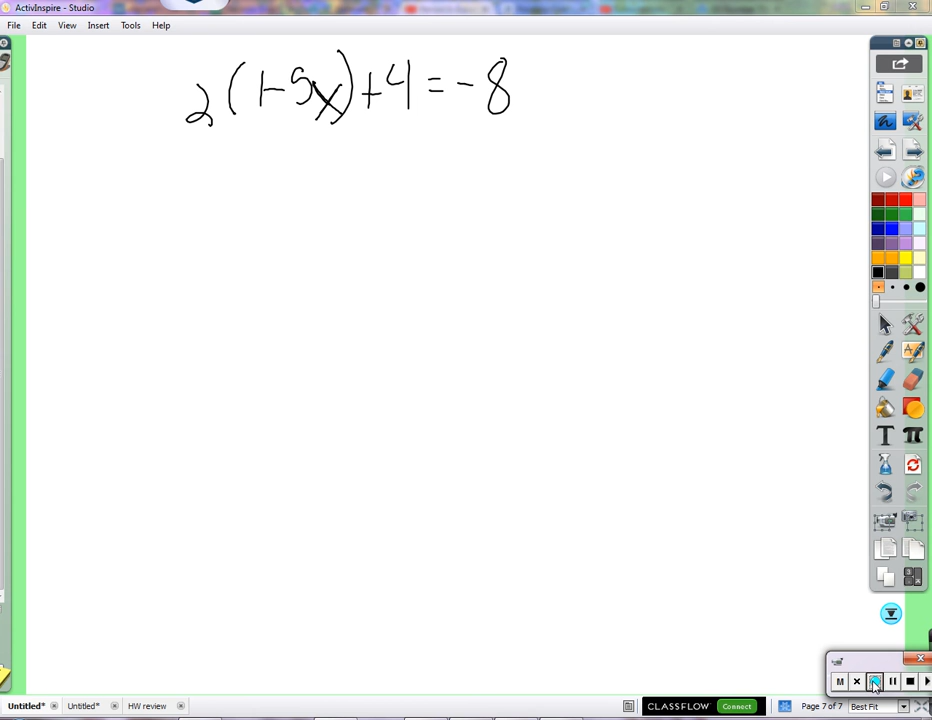 ActivInspire - Studio
File Edit View Insert Tools Help
2(1-5x)+4=-8
T π
M
Untitled* Untitled* HW review
CLASSFLOW Connect
Page 7 of 7 Best Fit